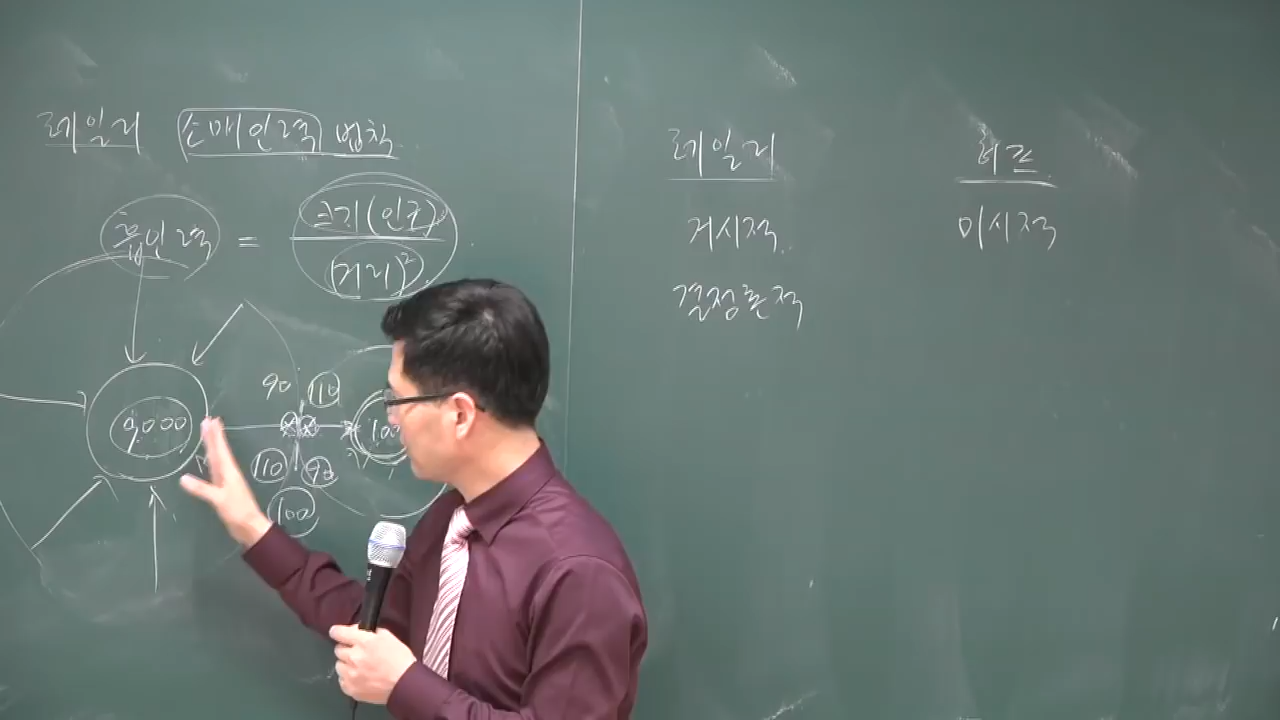 레일리 소매인력 법칙
흡인력 = 크기(인구)
(거리)²
90 110
9,000
110 90
100
레일리 허프
거시적 미시적
결정론적